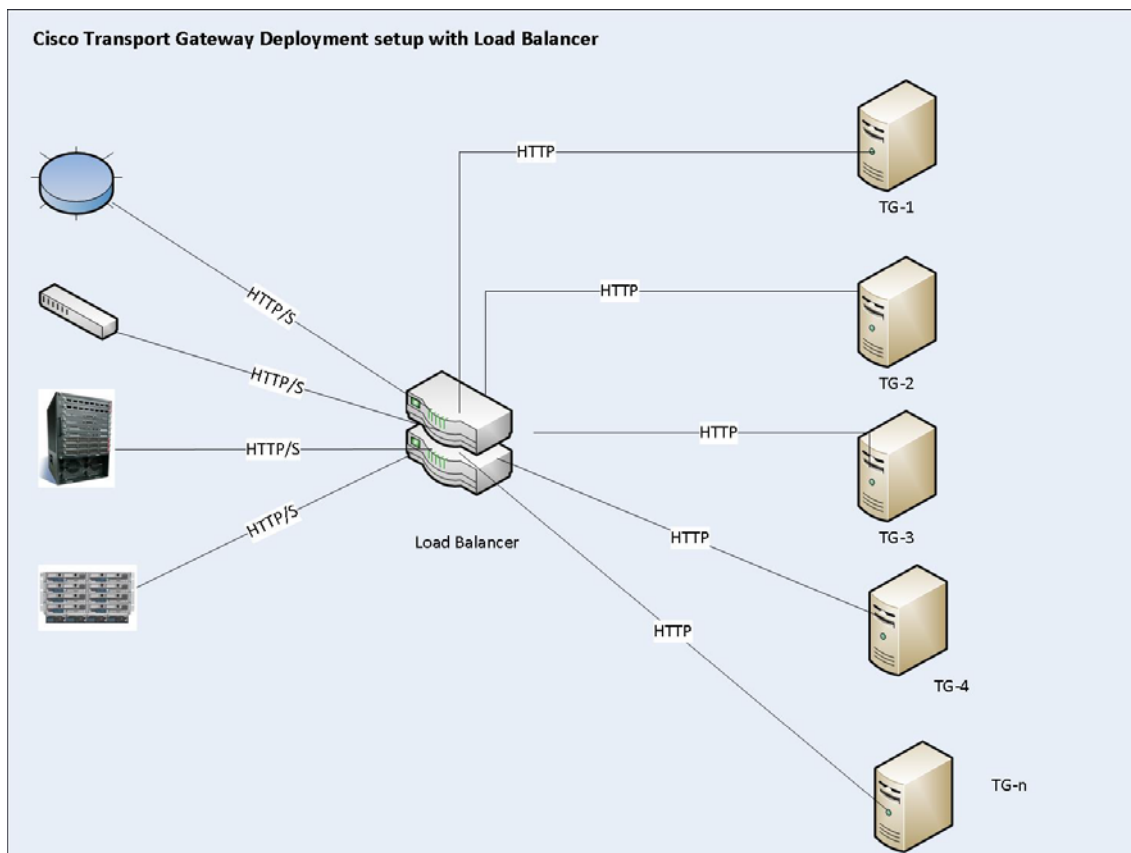 Cisco Transport Gateway Deployment setup with Load Balancer
HTTP
TG-1
HTTP/S
HTTP
HTTP/S
TG-2
HTTP
HTTP/S
HTTP/S
Load Balancer
HTTP
TG-3
HTTP
TG-4
TG-n